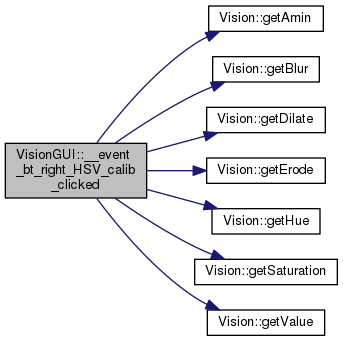 VisionGUI::__event
_bt_right_HSV_calib
_clicked
Vision::getAmin
Vision::getBlur
Vision::getDilate
Vision::getErode
Vision::getHue
Vision::getSaturation
Vision::getValue